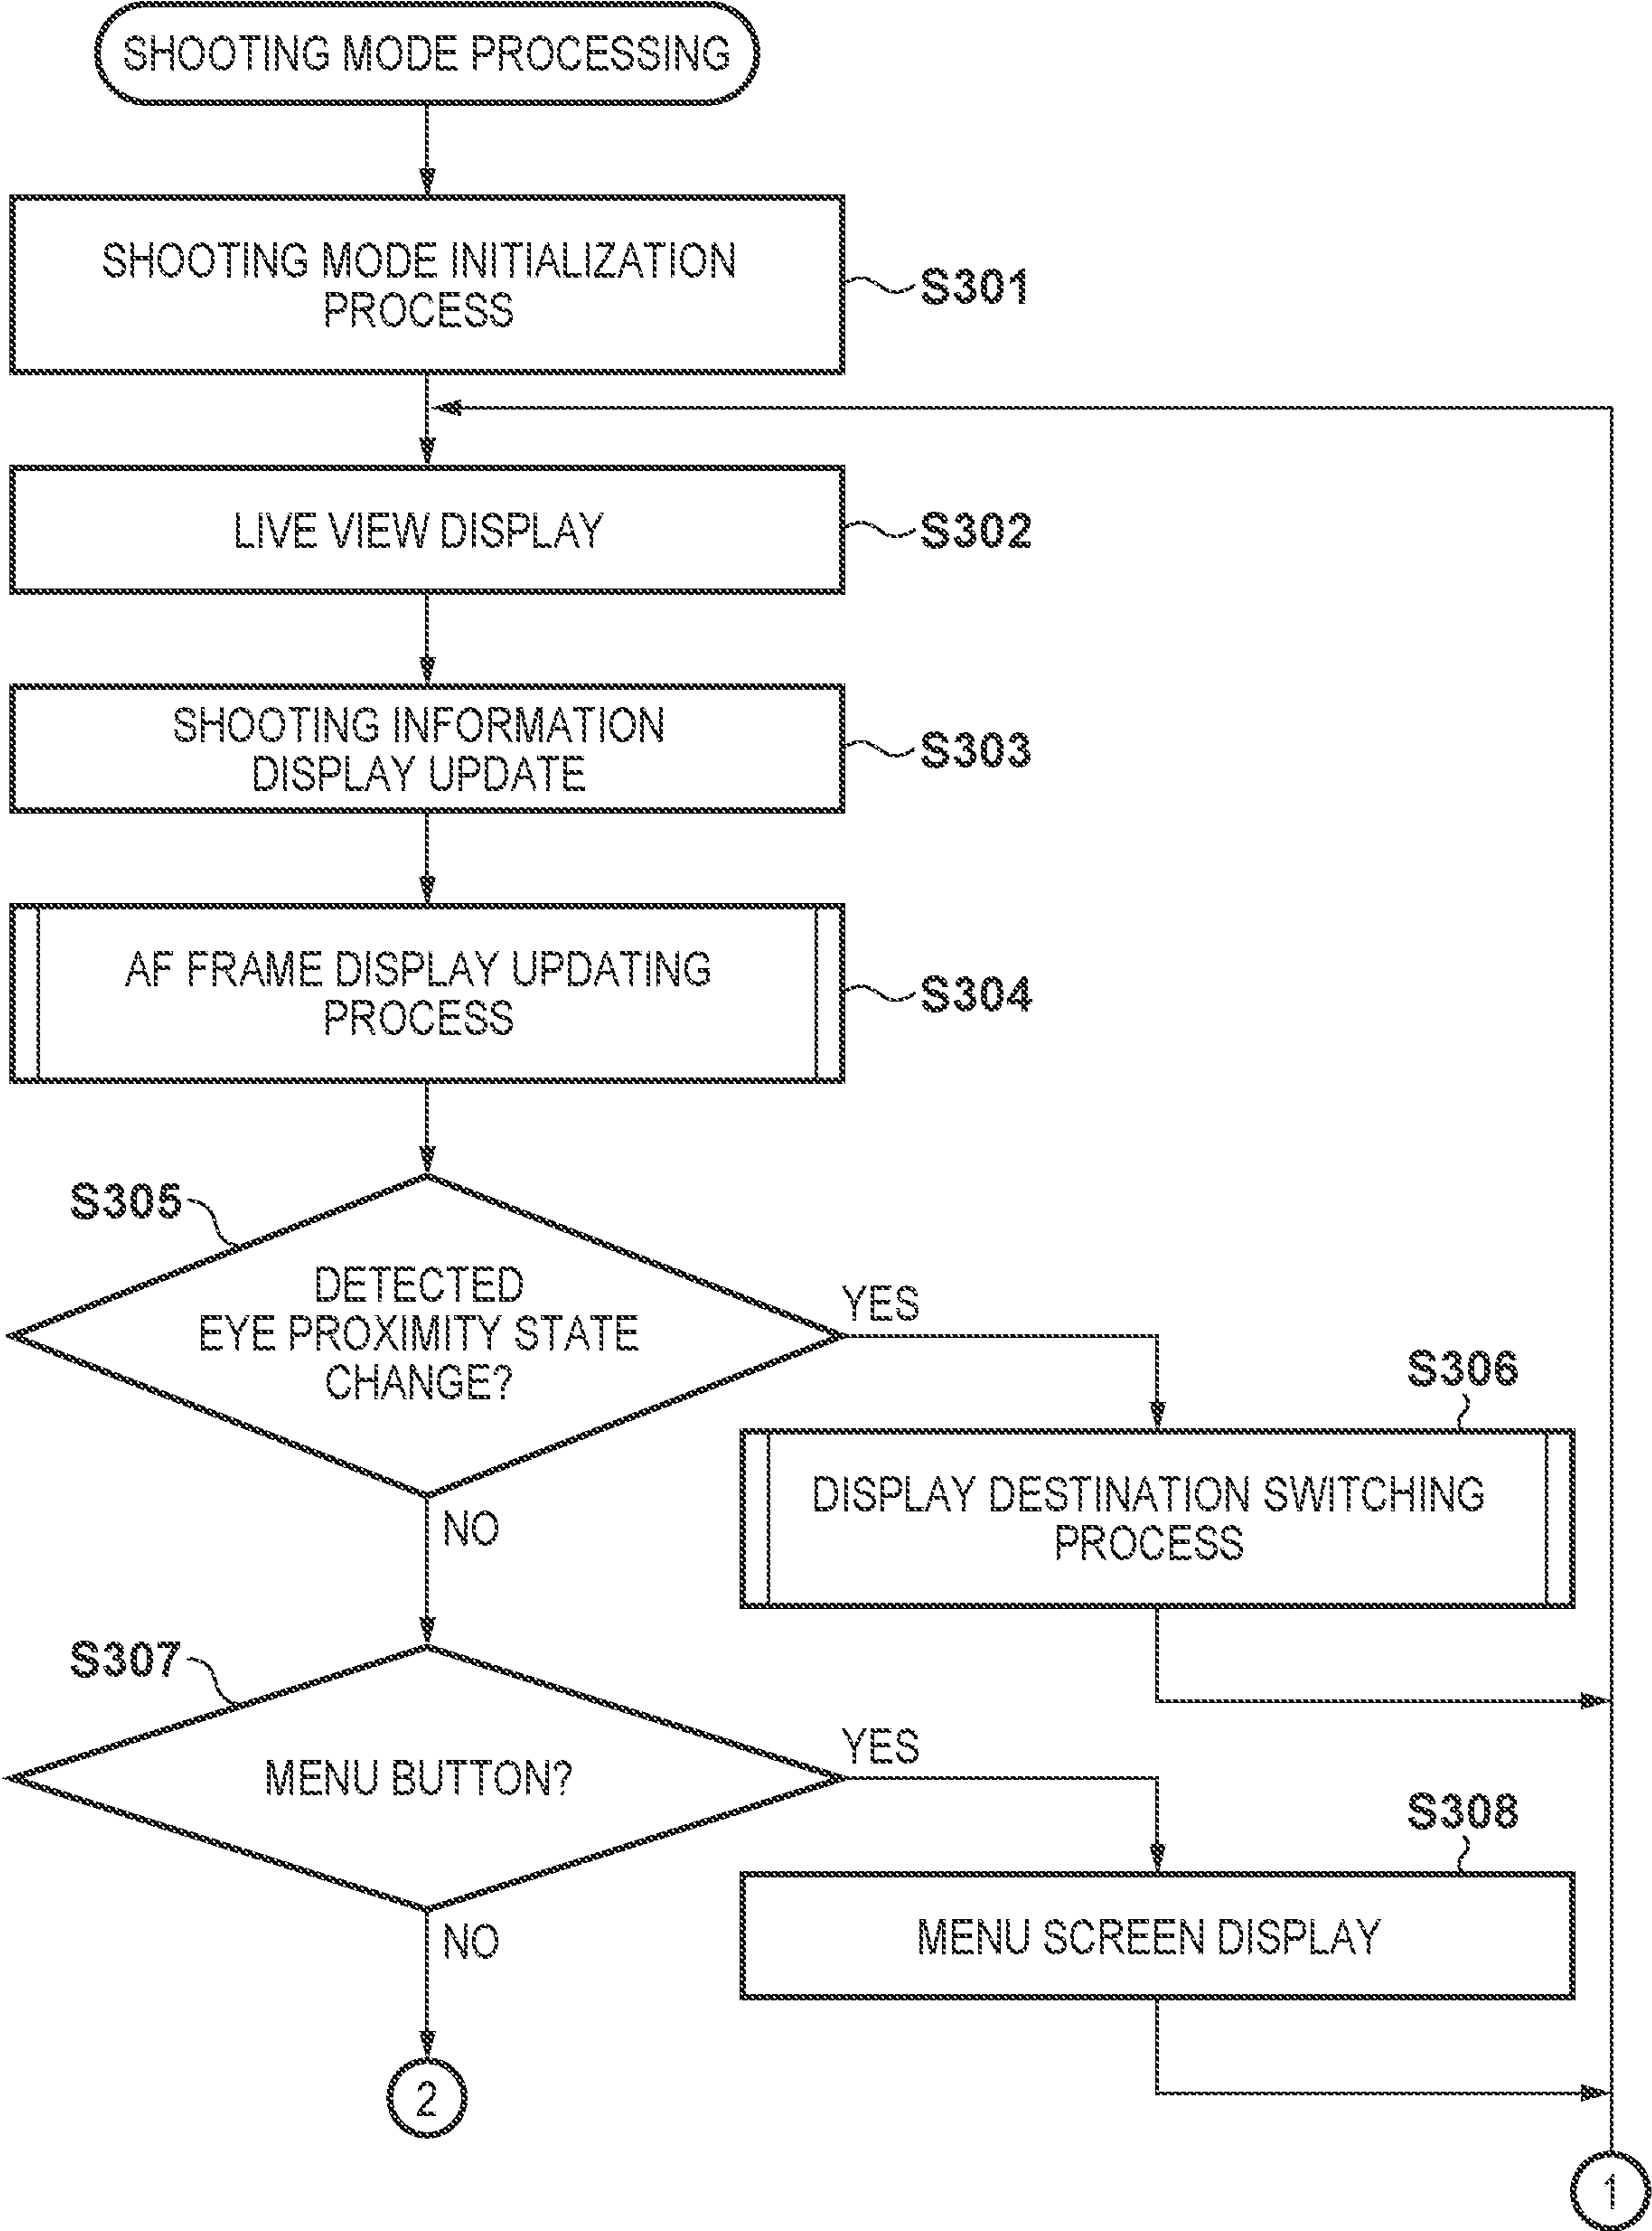 SHOOTING MODE PROCESSING
SHOOTING MODE INITIALIZATION
PROCESS
S301
LIVE VIEW DISPLAY
S302
SHOOTING INFORMATION
DISPLAY UPDATE
S303
AF FRAME DISPLAY UPDATING
PROCESS
S304
S305
DETECTED
EYE PROXIMITY STATE
CHANGE?
YES
NO
S306
DISPLAY DESTINATION SWITCHING
PROCESS
S307
MENU BUTTON?
YES
NO
S308
MENU SCREEN DISPLAY
2
1